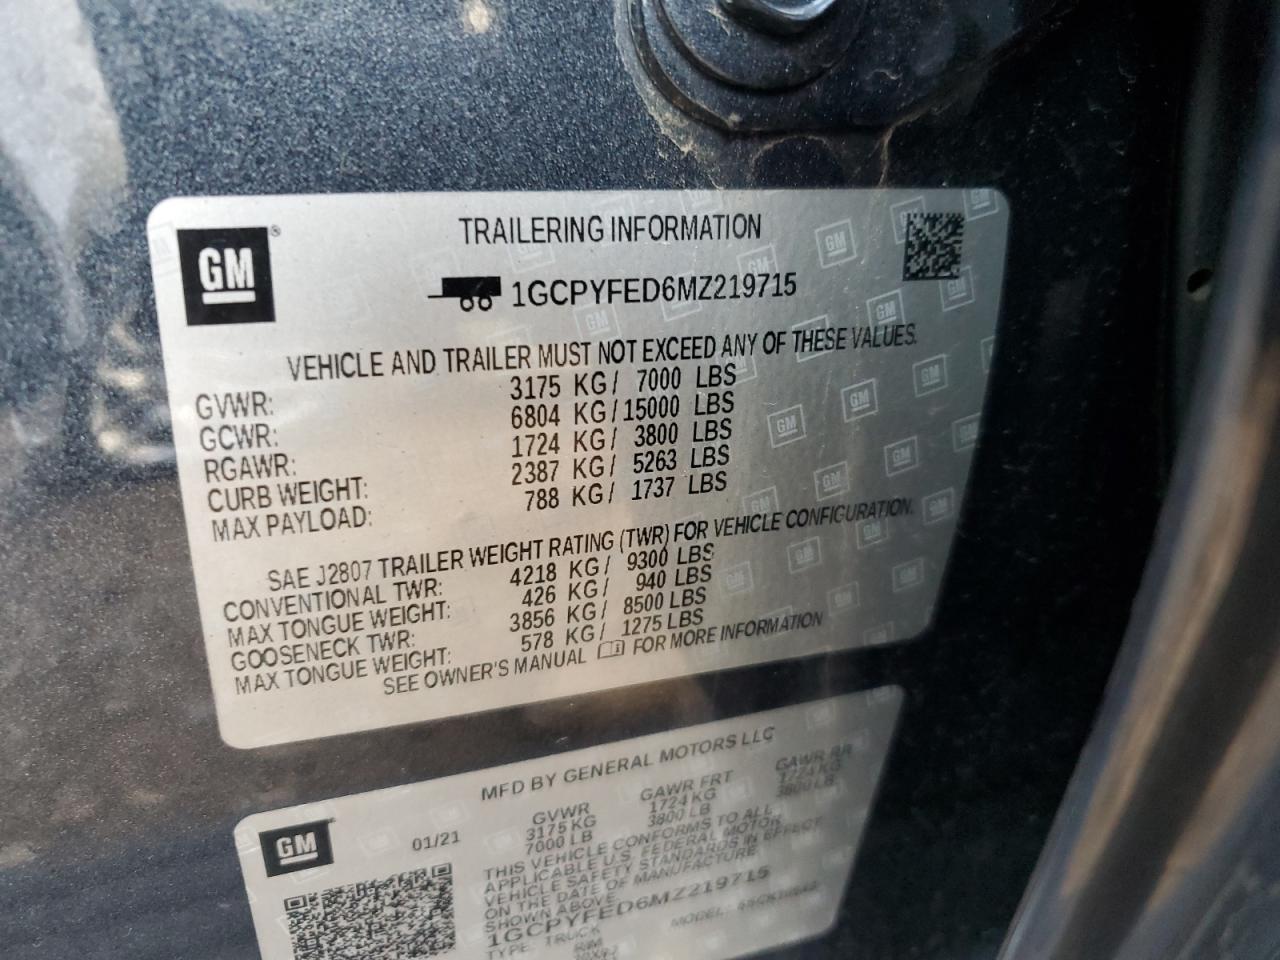 GM
TRAILERING INFORMATION
1GCPYFED6MZ219715
VEHICLE AND TRAILER MUST NOT EXCEED ANY OF THESE VALUES.
GVWR: 3175 KG/ 7000 LBS
GCWR: 6804 KG/15000 LBS
RGAWR: 1724 KG/ 3800 LBS
CURB WEIGHT: 2387 KG/ 5263 LBS
MAX PAYLOAD: 788 KG/ 1737 LBS
SAE J2807 TRAILER WEIGHT RATING (TWR) FOR VEHICLE CONFIGURATION.
CONVENTIONAL TWR: 4218 KG/ 9300 LBS
MAX TONGUE WEIGHT: 426 KG/ 940 LBS
GOOSENECK TWR: 3856 KG/ 8500 LBS
MAX TONGUE WEIGHT: 578 KG/ 1275 LBS
SEE OWNER'S MANUAL FOR MORE INFORMATION
GM
MFD BY GENERAL MOTORS LLC
01/21 GVWR GAWR FRT GAWR RR
3175 KG 1724 KG 1724 KG
7000 LB 3800 LB 3800 LB
THIS VEHICLE CONFORMS TO ALL
APPLICABLE U.S. FEDERAL MOTOR
VEHICLE SAFETY STANDARDS IN EFFECT
ON THE DATE OF MANUFACTURE
SHOWN ABOVE.
1GCPYFED6MZ219715
TYPE: TRUCK MODEL:
RIM